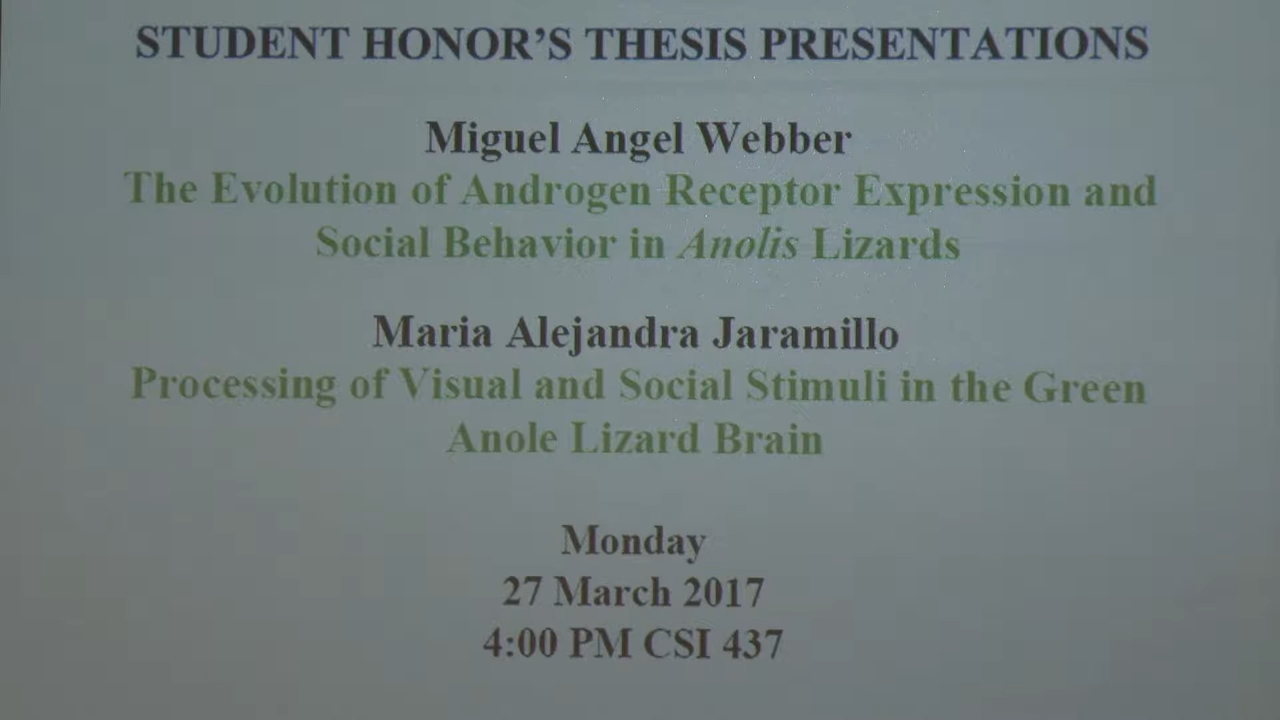 STUDENT HONOR’S THESIS PRESENTATIONS
Miguel Angel Webber
The Evolution of Androgen Receptor Expression and
Social Behavior in Anolis Lizards
Maria Alejandra Jaramillo
Processing of Visual and Social Stimuli in the Green
Anole Lizard Brain
Monday
27 March 2017
4:00 PM CSI 437